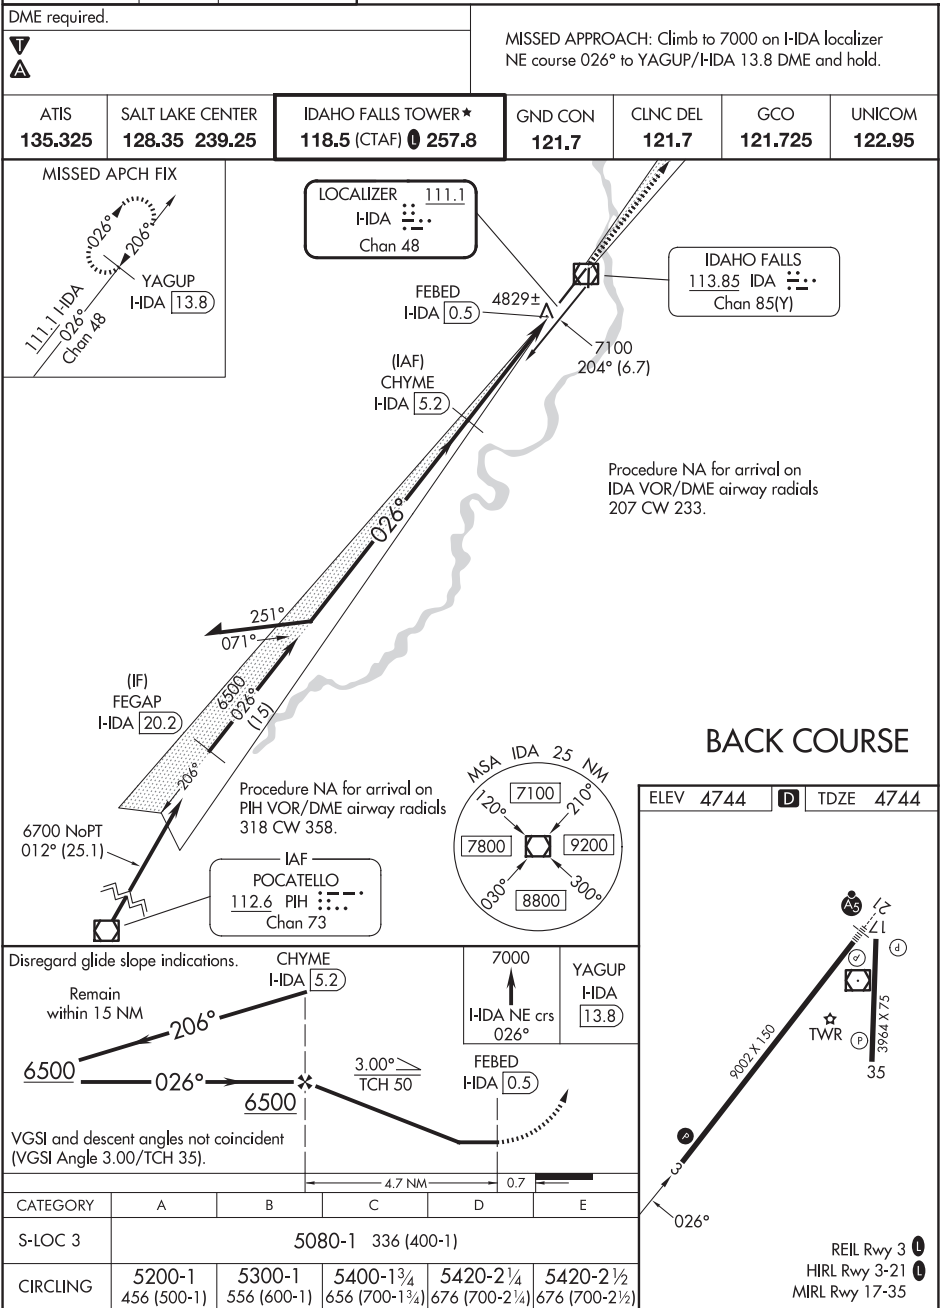 DME required.
T
A
MISSED APPROACH: Climb to 7000 on I-IDA localizer
NE course 026° to YAGUP/I-IDA 13.8 DME and hold.
ATIS
135.325
SALT LAKE CENTER
128.35 239.25
IDAHO FALLS TOWER★
118.5 (CTAF) L 257.8
GND CON
121.7
CLNC DEL
121.7
GCO
121.725
UNICOM
122.95
MISSED APCH FIX
026°
206°
YAGUP
I-IDA 13.8
111.1 I-IDA
026°
Chan 48
LOCALIZER 111.1
I-IDA
Chan 48
IDAHO FALLS
113.85 IDA
Chan 85(Y)
FEBED
I-IDA 0.5
4829±
7100
204° (6.7)
(IAF)
CHYME
I-IDA 5.2
Procedure NA for arrival on
IDA VOR/DME airway radials
207 CW 233.
026°
251°
071°
(IF)
FEGAP
I-IDA 20.2
6500
026°
(15)
206°
Procedure NA for arrival on
PIH VOR/DME airway radials
318 CW 358.
6700 NoPT
012° (25.1)
IAF
POCATELLO
112.6 PIH
Chan 73
MSA IDA 25 NM
120°
7100
210°
7800
9200
030°
8800
300°
BACK COURSE
ELEV 4744
D
TDZE 4744
A5
21
17
P
P
TWR
P
3964 X 75
35
9002 X 150
P
3
026°
REIL Rwy 3 L
HIRL Rwy 3-21 L
MIRL Rwy 17-35
Disregard glide slope indications.
CHYME
I-IDA 5.2
Remain
within 15 NM
206°
6500
026°
6500
3.00°
TCH 50
7000
I-IDA NE crs
026°
YAGUP
I-IDA
13.8
FEBED
I-IDA 0.5
VGSI and descent angles not coincident
(VGSI Angle 3.00/TCH 35).
4.7 NM
0.7
CATEGORY A B C D E
S-LOC 3 5080-1 336 (400-1)
CIRCLING
5200-1
456 (500-1)
5300-1
556 (600-1)
5400-1¾
656 (700-1¾)
5420-2¼
676 (700-2¼)
5420-2½
676 (700-2½)